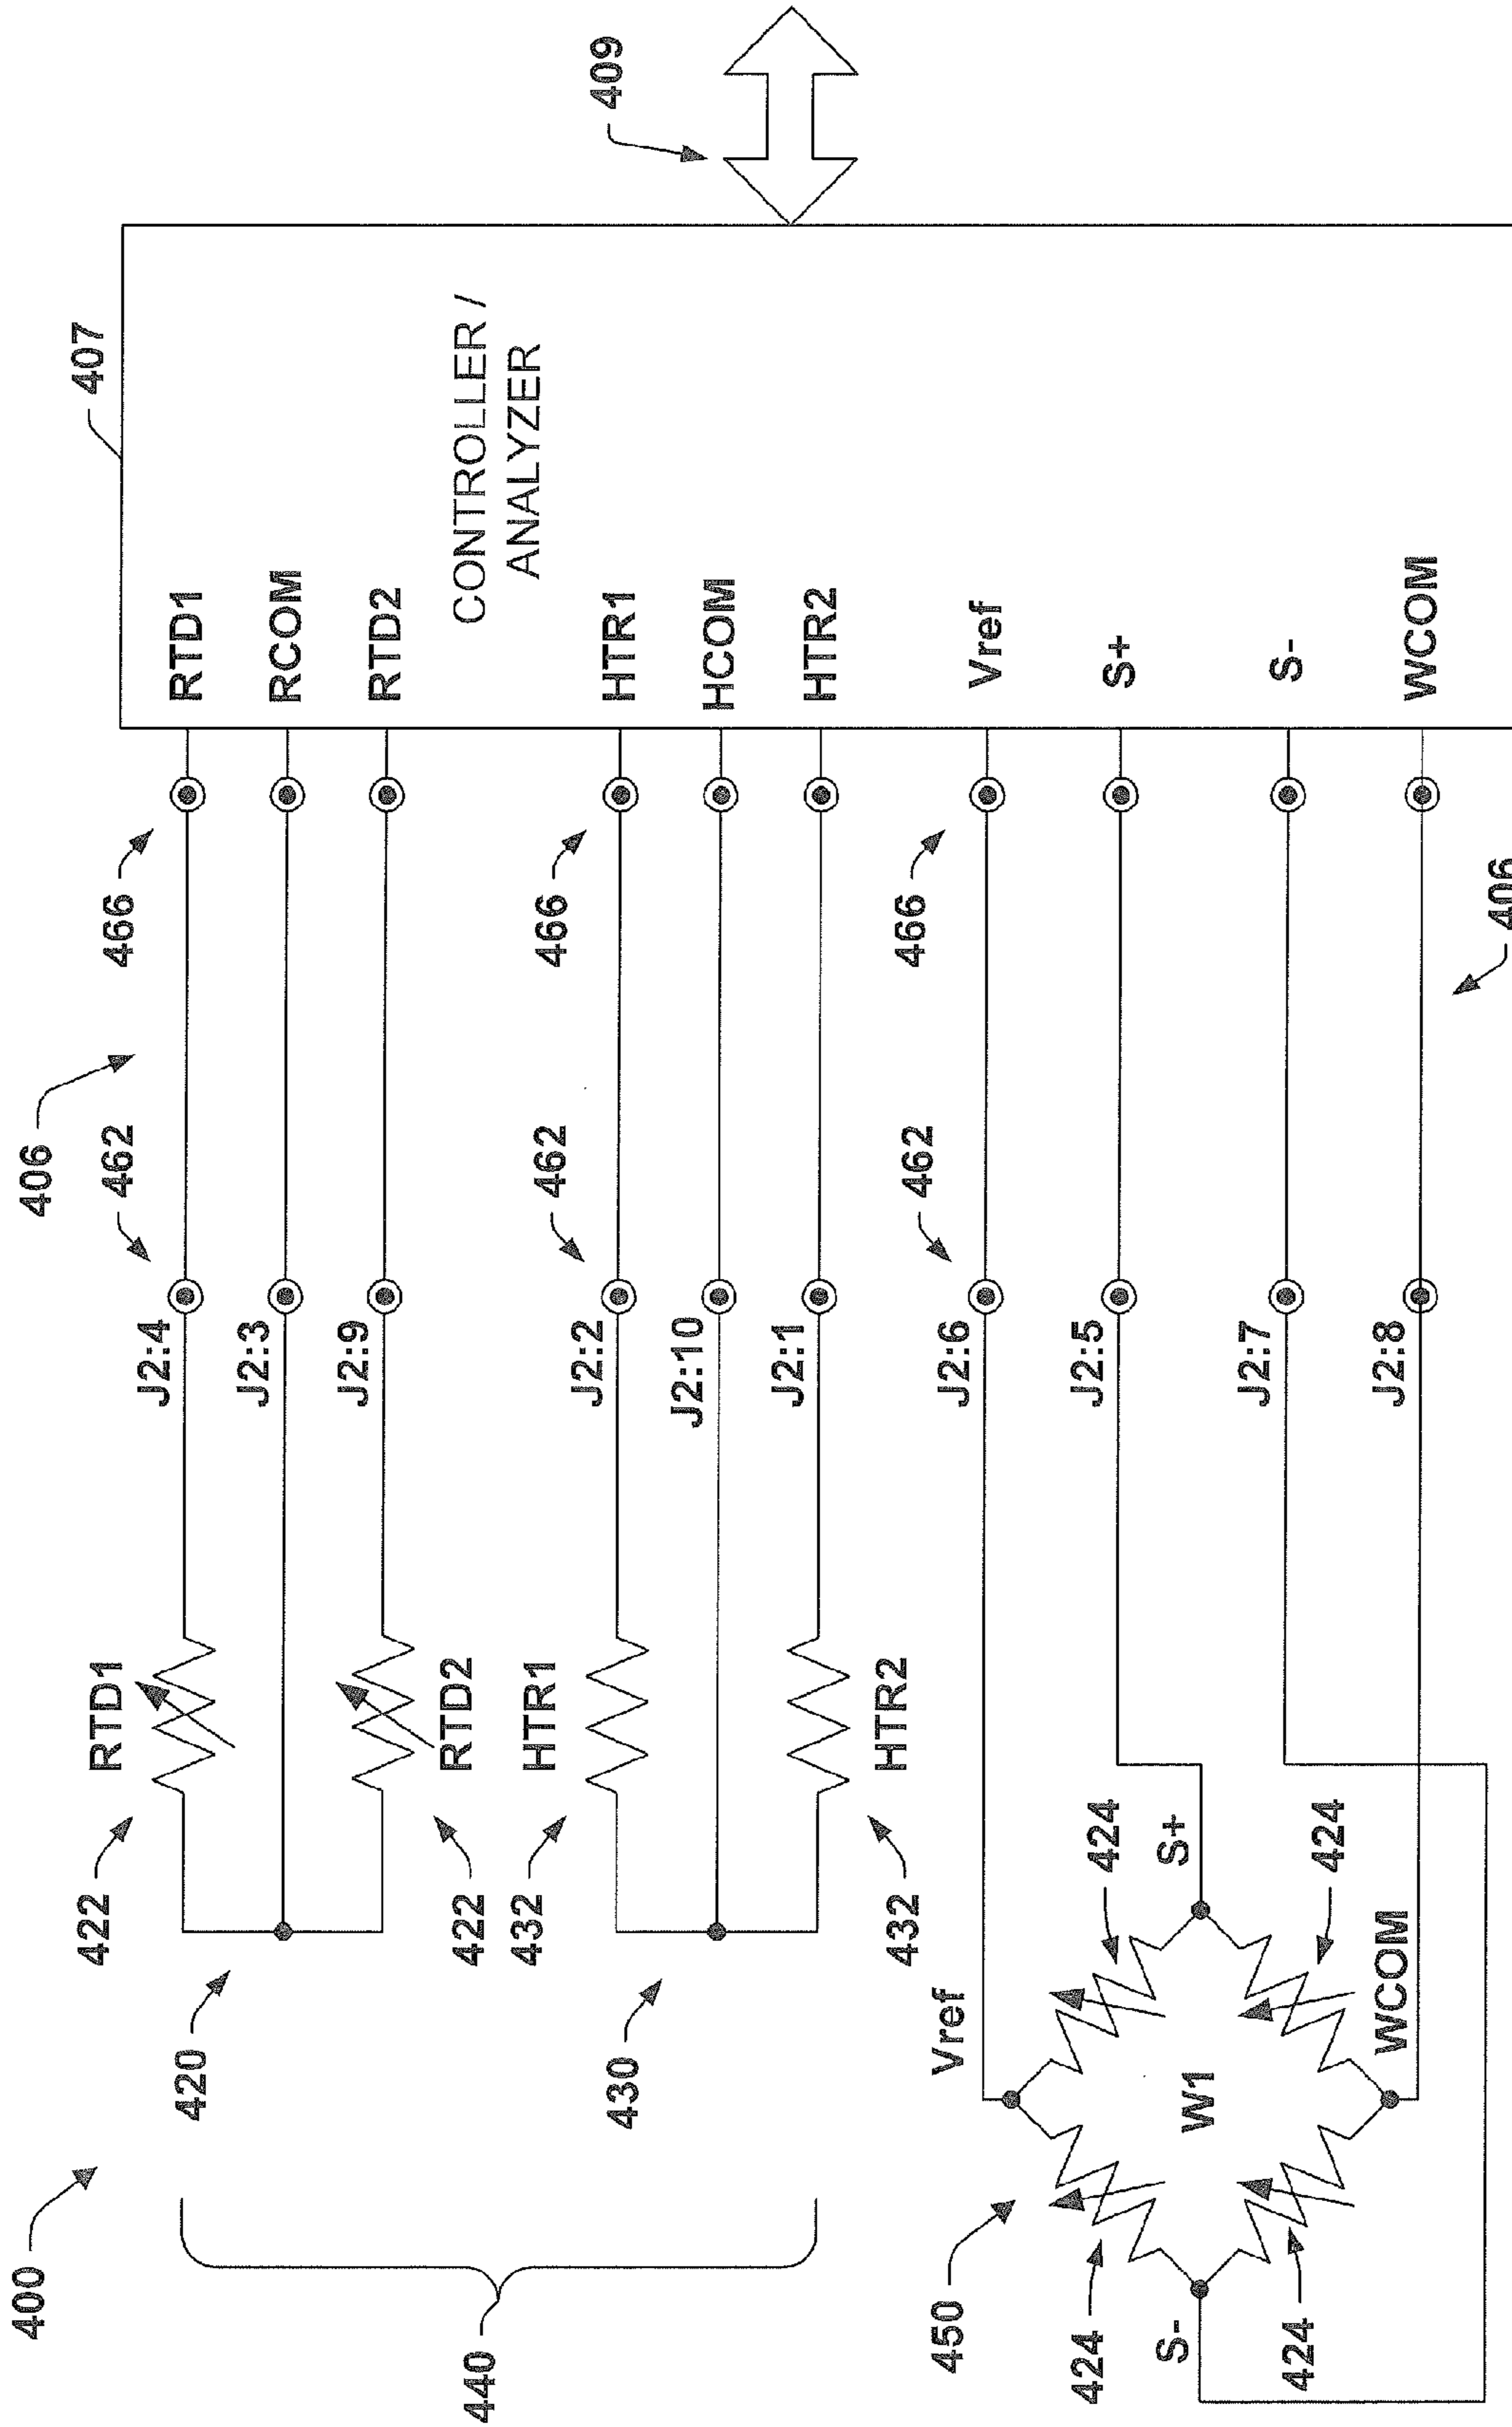 400
406
407
422
RTD1
462
466
J2:4
RTD1
420
J2:3
RCOM
J2:9
RTD2
RTD2
422
CONTROLLER /
ANALYZER
440
432
HTR1
462
466
J2:2
HTR1
409
430
J2:10
HCOM
J2:1
HTR2
432
HTR2
462
466
450
Vref
J2:6
Vref
424
424
J2:5
S+
S-
W1
S+
J2:7
S-
424
424
WCOM
J2:8
WCOM
406